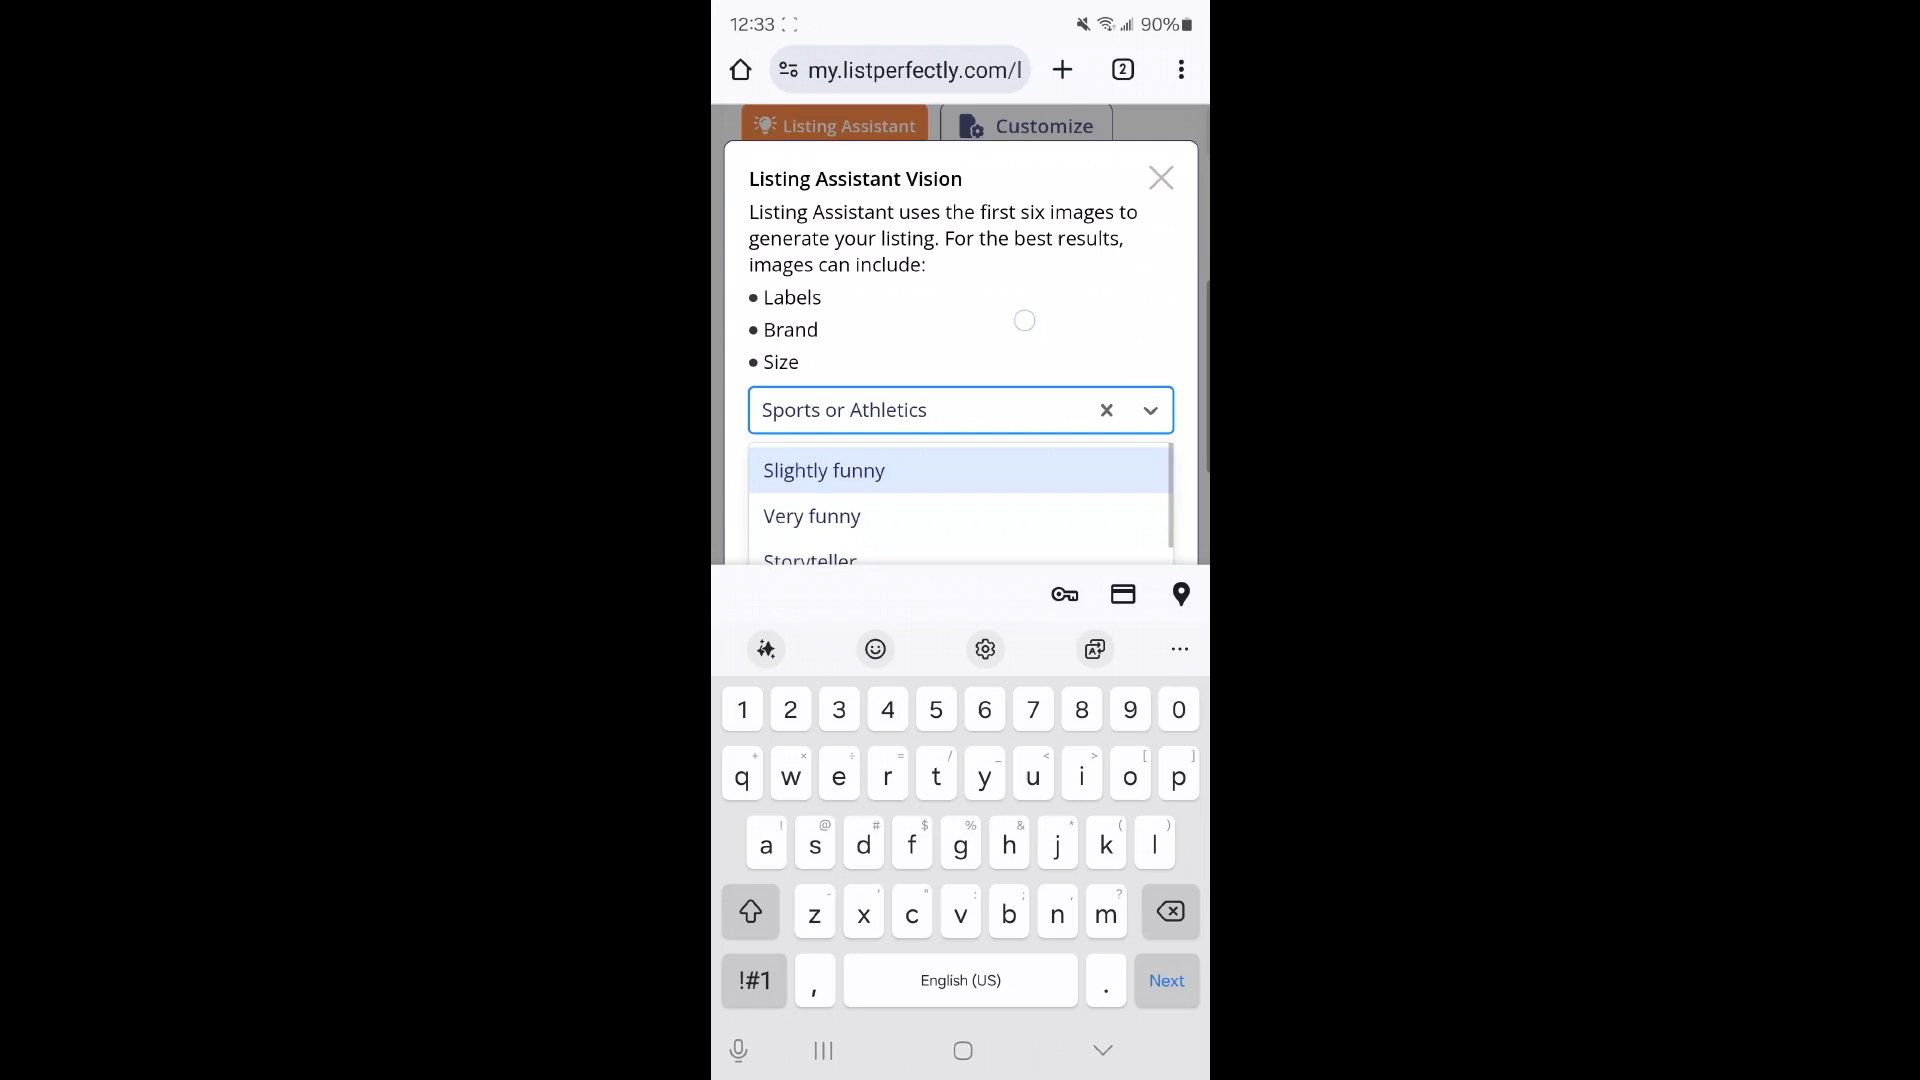 12:33 90%
my.listperfectly.com/l 2
Listing Assistant Customize
Listing Assistant Vision
Listing Assistant uses the first six images to
generate your listing. For the best results,
images can include:
• Labels
• Brand
• Size
Sports or Athletics
Slightly funny
Very funny
Storyteller
1 2 3 4 5 6 7 8 9 0
+ × ÷ = / _ < > [ ]
q w e r t y u i o p
! @ # $ % & * ( )
a s d f g h j k l
- ' " : ; , ?
z x c v b n m
!#1 , English (US) . Next